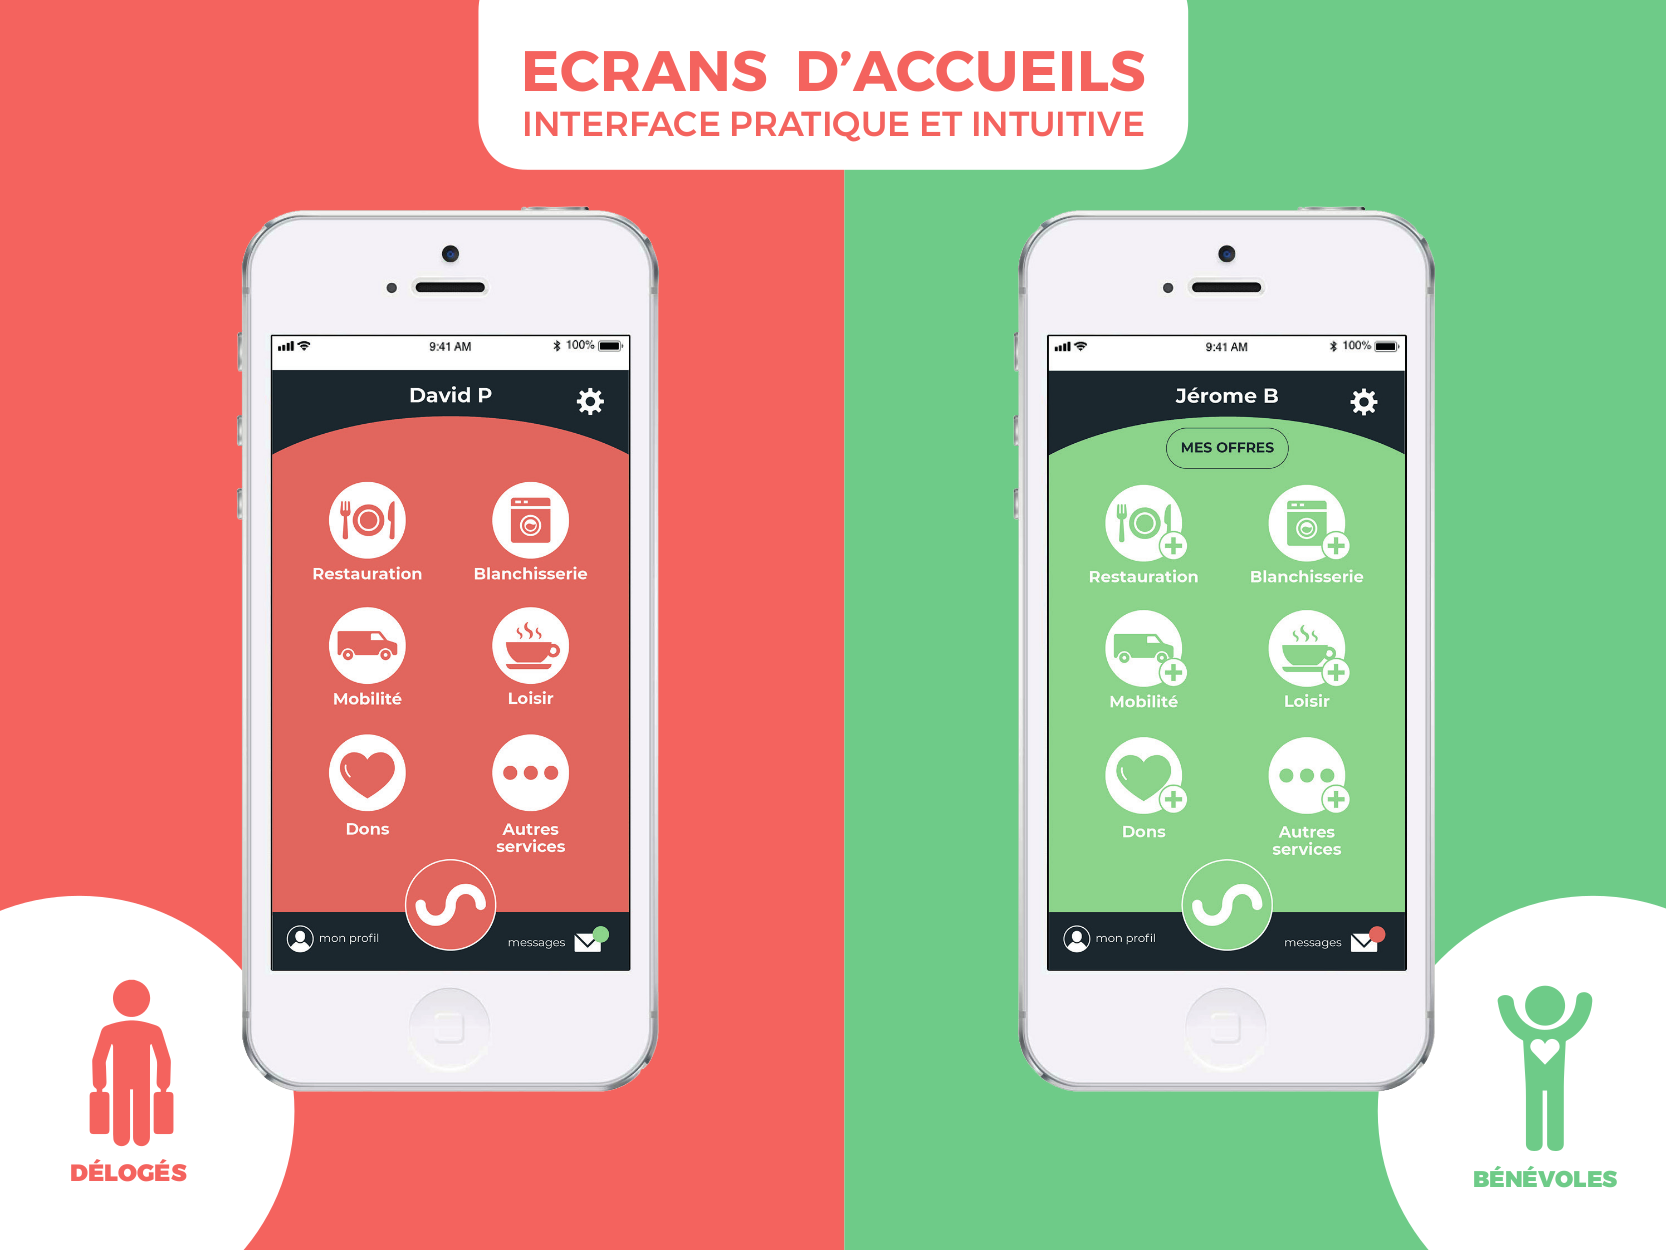 ECRANS D'ACCUEILS
INTERFACE PRATIQUE ET INTUITIVE
9:41 AM
100%
David P
Restauration
Blanchisserie
Mobilité
Loisir
Dons
Autres
services
mon profil
messages
DÉLOGÉS
9:41 AM
100%
Jérome B
MES OFFRES
Restauration
Blanchisserie
Mobilité
Loisir
Dons
Autres
services
mon profil
messages
BÉNÉVOLES